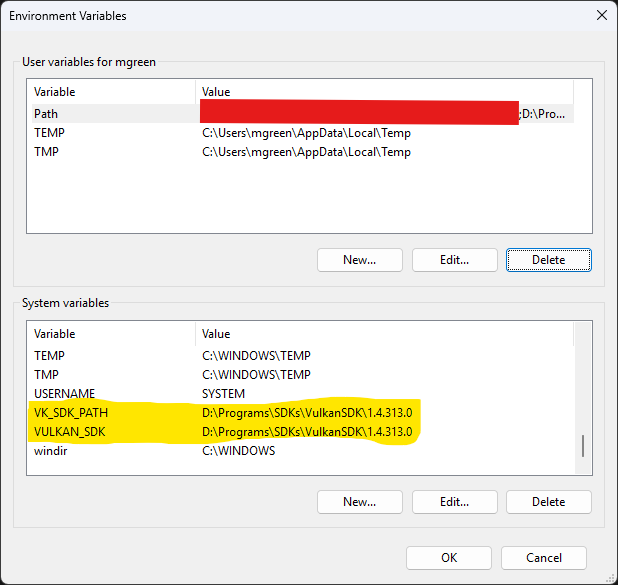 Environment Variables
User variables for mgreen
Variable Value
Path ;D:\Pro...
TEMP C:\Users\mgreen\AppData\Local\Temp
TMP C:\Users\mgreen\AppData\Local\Temp
New... Edit... Delete
System variables
Variable Value
TEMP C:\WINDOWS\TEMP
TMP C:\WINDOWS\TEMP
USERNAME SYSTEM
VK_SDK_PATH D:\Programs\SDKs\VulkanSDK\1.4.313.0
VULKAN_SDK D:\Programs\SDKs\VulkanSDK\1.4.313.0
windir C:\WINDOWS
New... Edit... Delete
OK Cancel